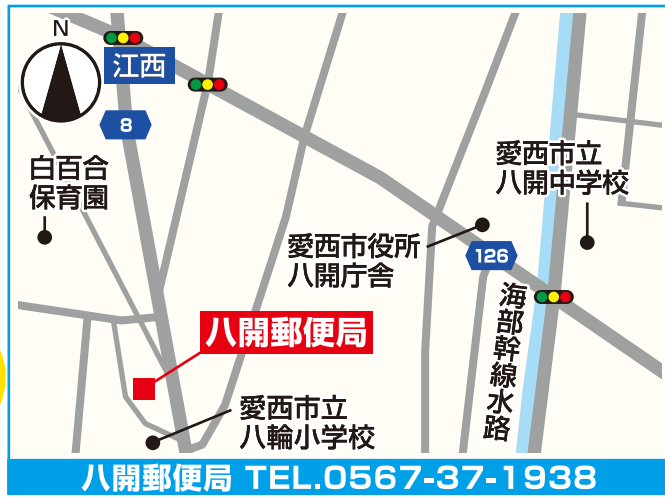 N
江西
8
白百合
保育園
愛西市立
八開中学校
愛西市役所
八開庁舎
126
海部幹線水路
八開郵便局
愛西市立
八輪小学校
八開郵便局 TEL.0567-37-1938